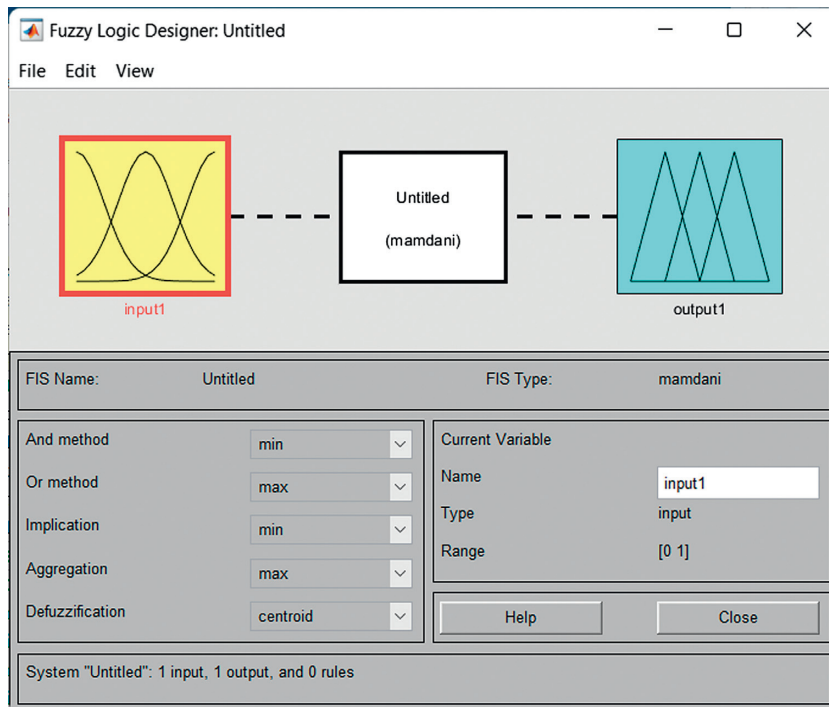 Fuzzy Logic Designer: Untitled
File Edit View
Untitled
(mamdani)
input1
output1
FIS Name: Untitled FIS Type: mamdani
And method min
Or method max
Implication min
Aggregation max
Defuzzification centroid
Current Variable
Name input1
Type input
Range [0 1]
Help Close
System "Untitled": 1 input, 1 output, and 0 rules